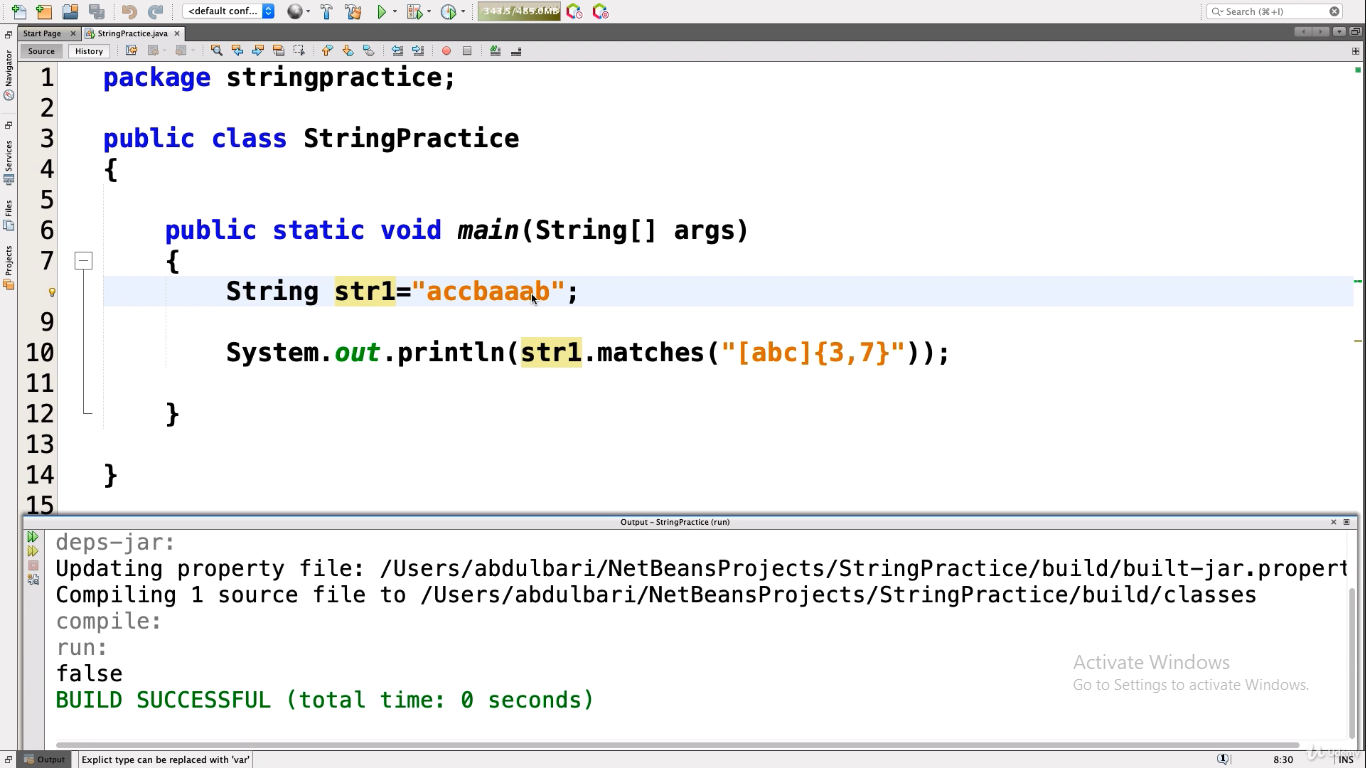 <default conf...
343.5/485.0MB
Search (⌘+I)
Start Page
StringPractice.java
Source
History
Navigator
Services
Files
Projects
1 package stringpractice;
2
3 public class StringPractice
4 {
5
6 public static void main(String[] args)
7 {
String str1="accbaaab";
9
10 System.out.println(str1.matches("[abc]{3,7}"));
11
12 }
13
14 }
15
Output - StringPractice (run)
deps-jar:
Updating property file: /Users/abdulbari/NetBeansProjects/StringPractice/build/built-jar.propert
Compiling 1 source file to /Users/abdulbari/NetBeansProjects/StringPractice/build/classes
compile:
run:
false
BUILD SUCCESSFUL (total time: 0 seconds)
Activate Windows
Go to Settings to activate Windows.
Output
Explict type can be replaced with 'var'
1
8:30
INS
Udemy